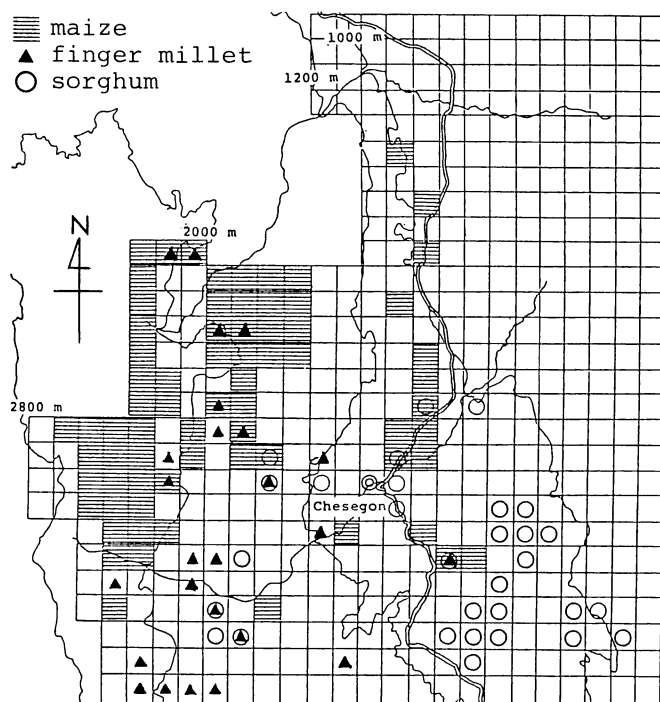 maize
finger millet
sorghum
1000 m
1200 m
N
2000 m
2800 m
Chesegon